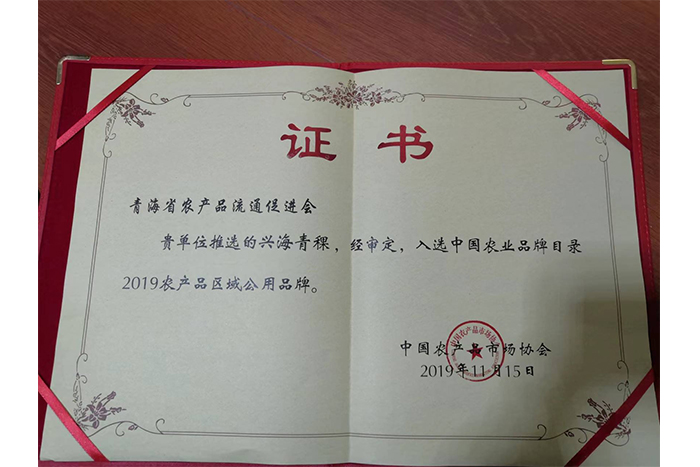 证书
青海省农产品流通促进会
贵单位推选的兴海青稞，经审定，入选中国农业品牌目录
2019农产品区域公用品牌。
中国农产品市场协会
2019年11月15日